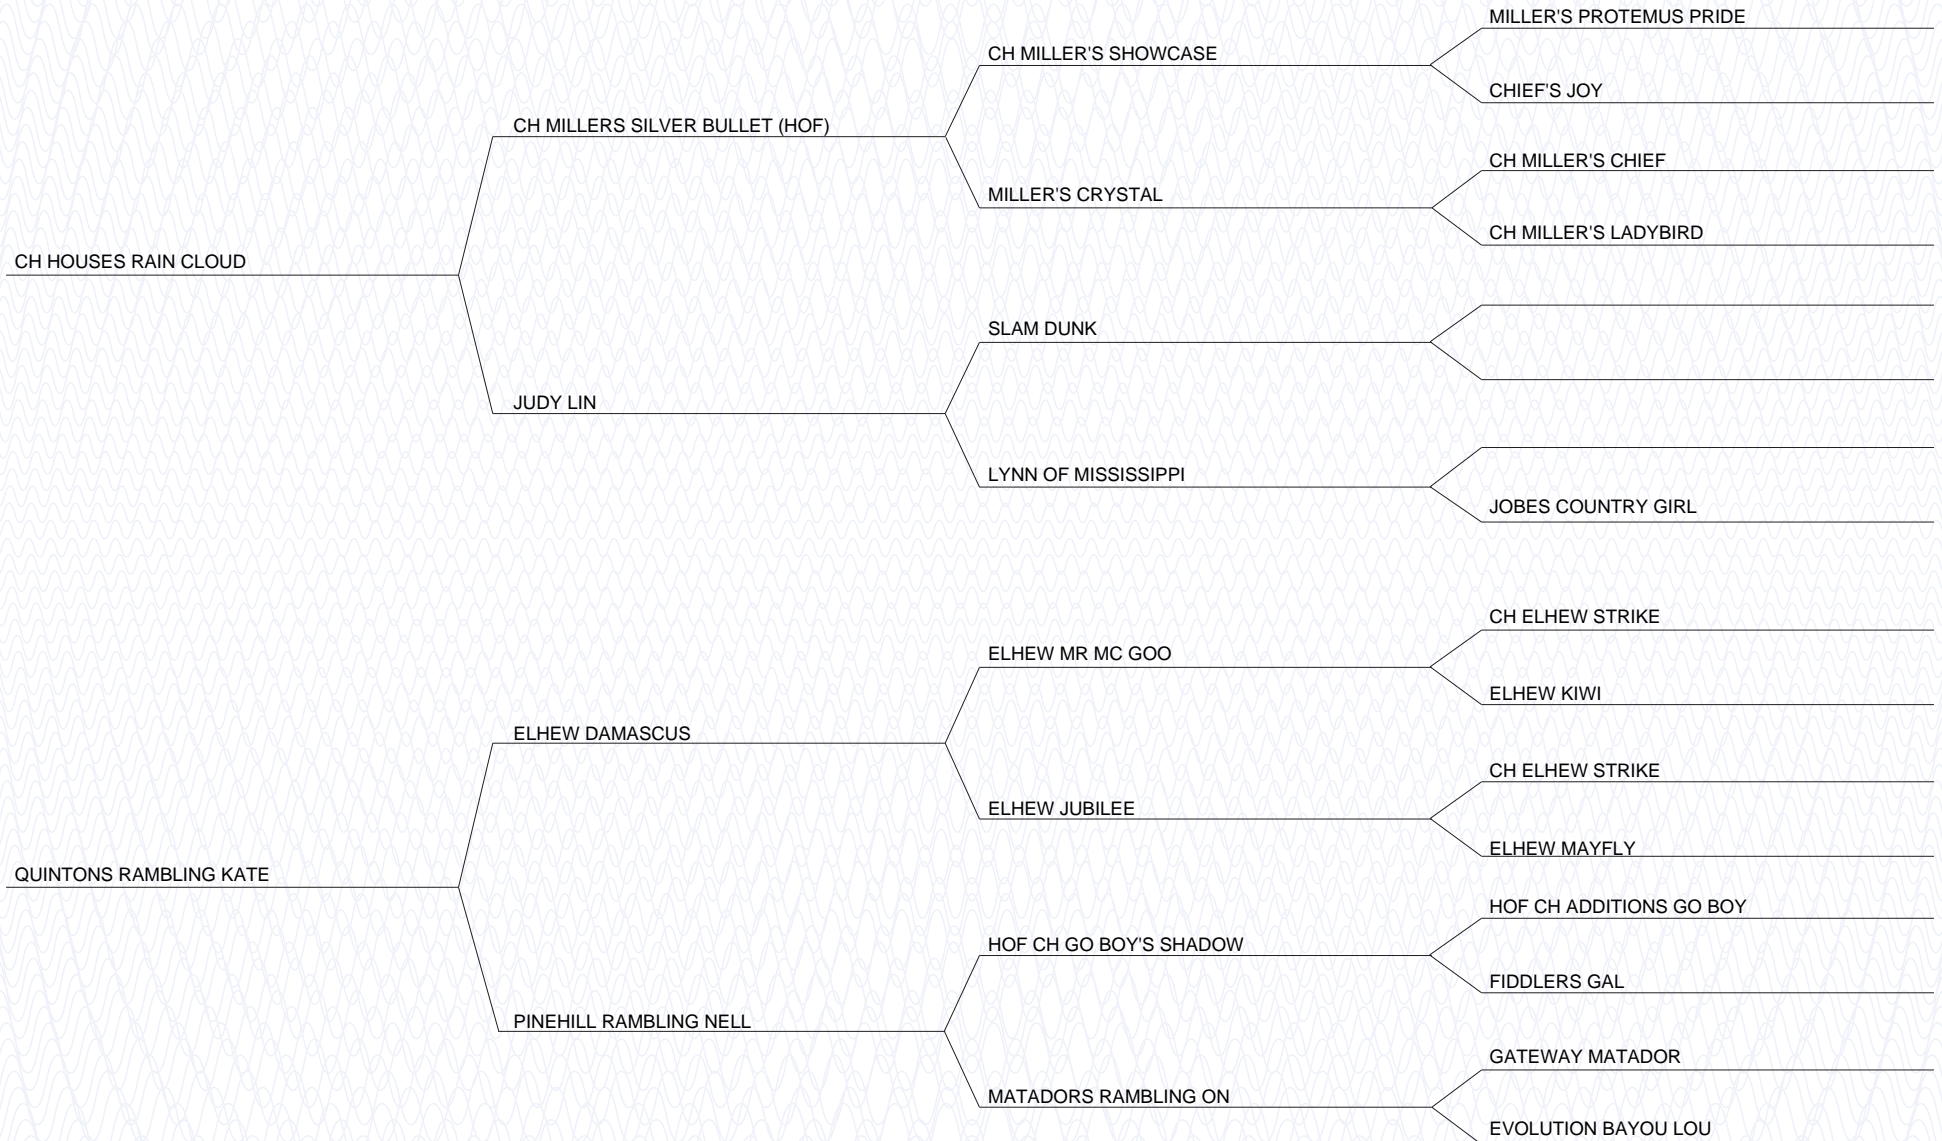 MILLER'S PROTEMUS PRIDE
CH MILLER'S SHOWCASE
CHIEF'S JOY
CH MILLERS SILVER BULLET (HOF)
CH MILLER'S CHIEF
MILLER'S CRYSTAL
CH MILLER'S LADYBIRD
CH HOUSES RAIN CLOUD
SLAM DUNK
JUDY LIN
LYNN OF MISSISSIPPI
JOBES COUNTRY GIRL
CH ELHEW STRIKE
ELHEW MR MC GOO
ELHEW KIWI
ELHEW DAMASCUS
CH ELHEW STRIKE
ELHEW JUBILEE
ELHEW MAYFLY
QUINTONS RAMBLING KATE
HOF CH ADDITIONS GO BOY
HOF CH GO BOY'S SHADOW
FIDDLERS GAL
PINEHILL RAMBLING NELL
GATEWAY MATADOR
MATADORS RAMBLING ON
EVOLUTION BAYOU LOU